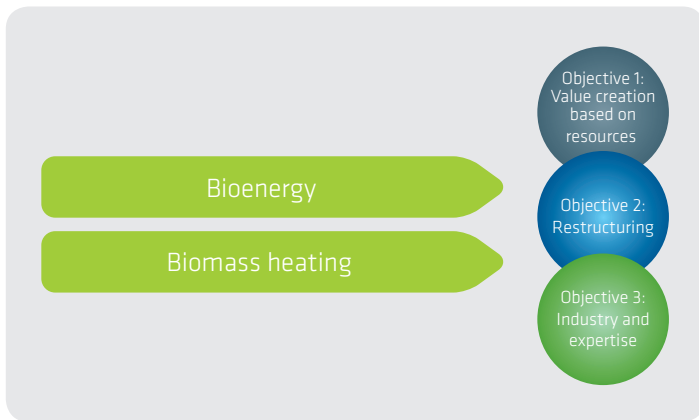 Bioenergy
Biomass heating
Objective 1:
Value creation
based on
resources
Objective 2:
Restructuring
Objective 3:
Industry and
expertise